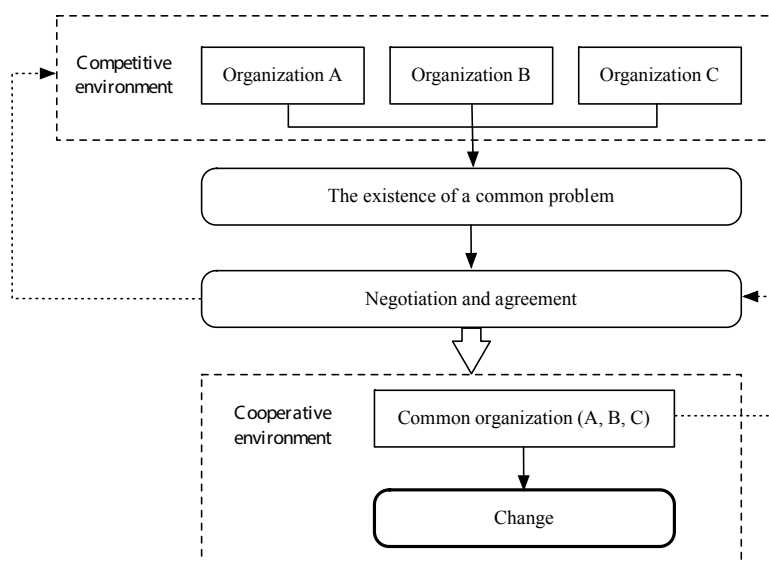 Competitive
environment
Organization A
Organization B
Organization C
The existence of a common problem
Negotiation and agreement
Cooperative
environment
Common organization (A, B, C)
Change